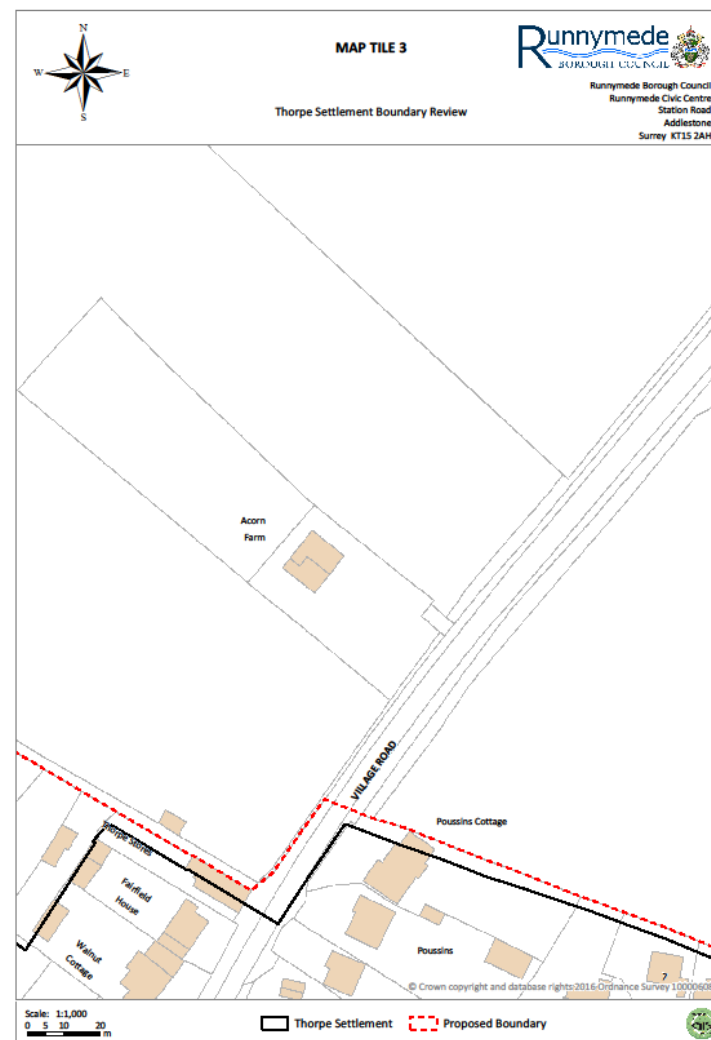 N
W E
S
MAP TILE 3
Thorpe Settlement Boundary Review
Runnymede
BOROUGH COUNCIL
Runnymede Borough Council
Runnymede Civic Centre
Station Road
Addlestone
Surrey KT15 2AH
Acorn
Farm
VILLAGE ROAD
Poussins Cottage
Thorpe Stores
Fairfield
House
Walnut
Cottage
Poussins
7
© Crown copyright and database rights 2016 Ordnance Survey 10000608
Scale: 1:1,000
0 5 10 20
m
Thorpe Settlement
Proposed Boundary